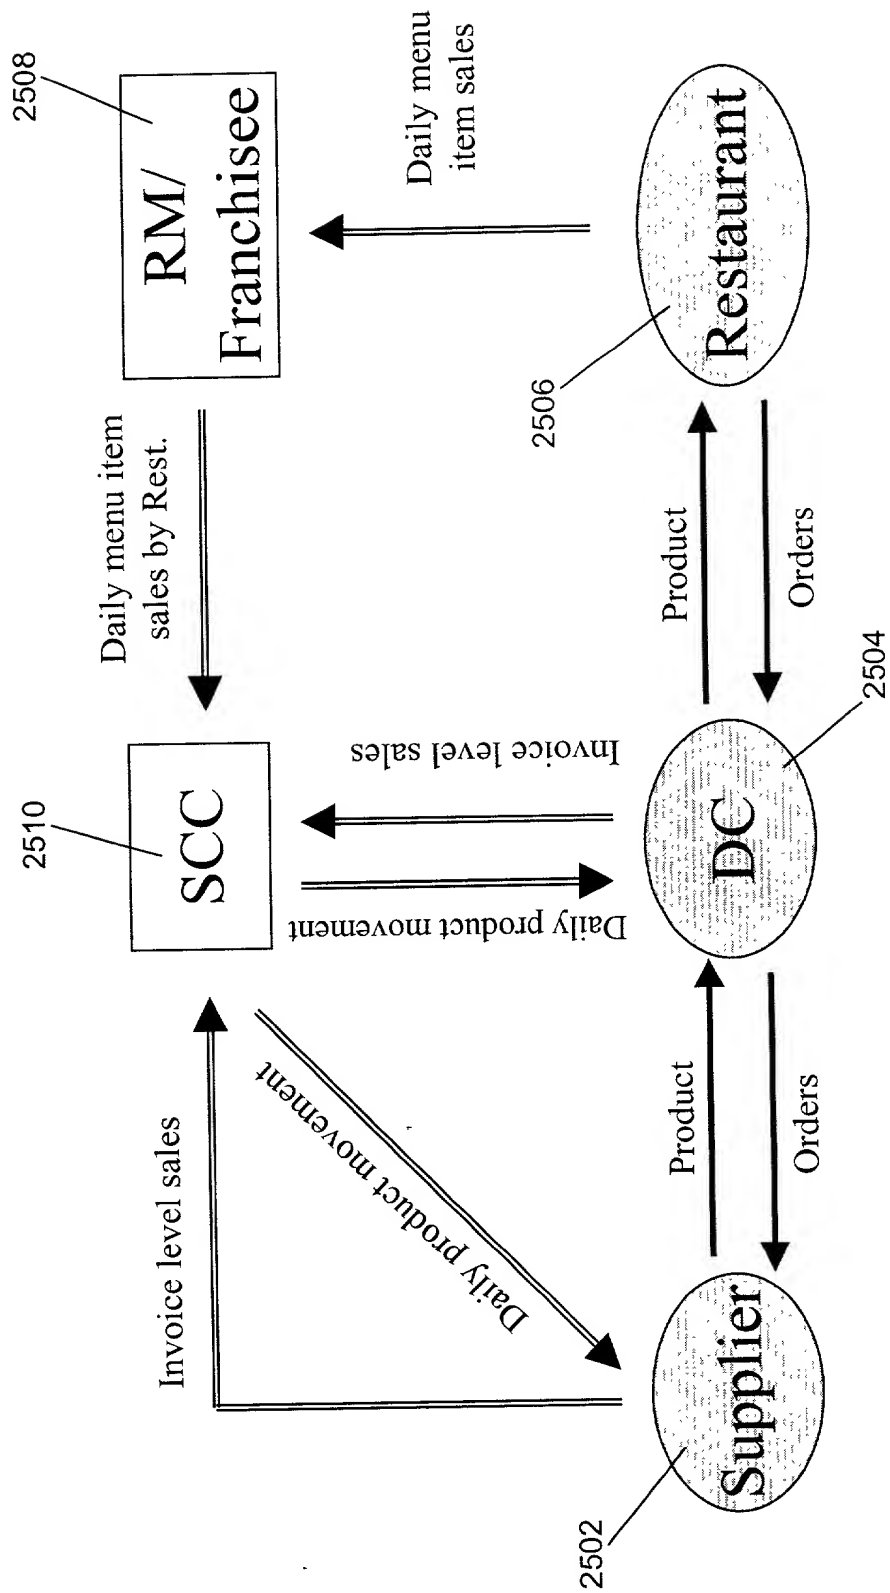 2510
2508
SCC
RM/
Franchisee
Daily menu item
sales by Rest.
Invoice level sales
Daily product movement
Daily product movement
Invoice level sales
Daily menu
item sales
2502
Supplier
Product
Orders
DC
2504
Product
Orders
2506
Restaurant